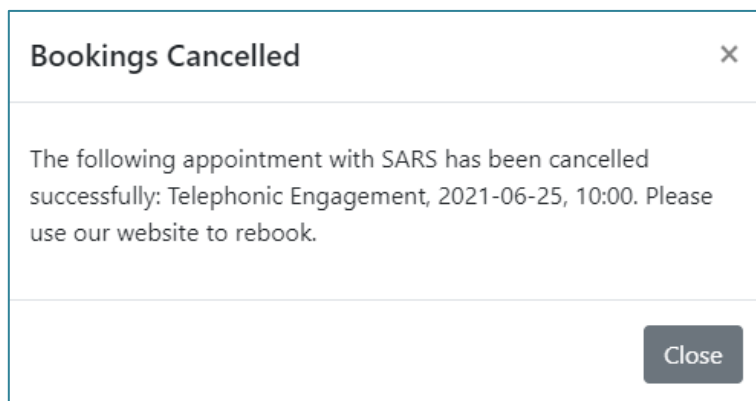 Bookings Cancelled ×
The following appointment with SARS has been cancelled
successfully: Telephonic Engagement, 2021-06-25, 10:00. Please
use our website to rebook.
Close